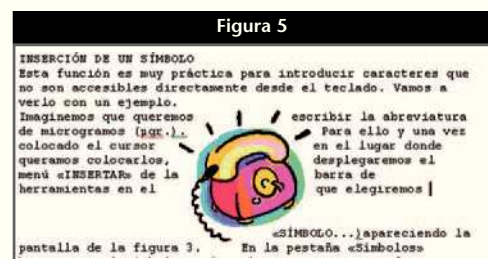 Figura 5
INSERCIÓN DE UN SÍMBOLO
Esta función es muy práctica para introducir caracteres que
no son accesibles directamente desde el teclado. Vamos a
verlo con un ejemplo.
Imaginemos que queremos escribir la abreviatura
de microgramos (µgr.). Para ello y una vez
colocado el cursor en el lugar donde
queramos colocarlos, desplegaremos el
menú «INSERTAR» de la barra de
herramientas en el que elegiremos
«SÍMBOLO...)apareciendo la
pantalla de la figura 3. En la pestaña «Símbolos»